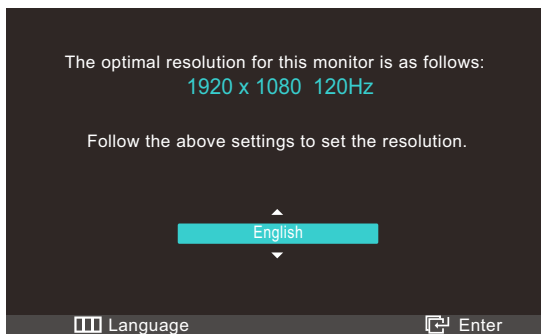 The optimal resolution for this monitor is as follows:
1920 x 1080 120Hz
Follow the above settings to set the resolution.
English
Language Enter